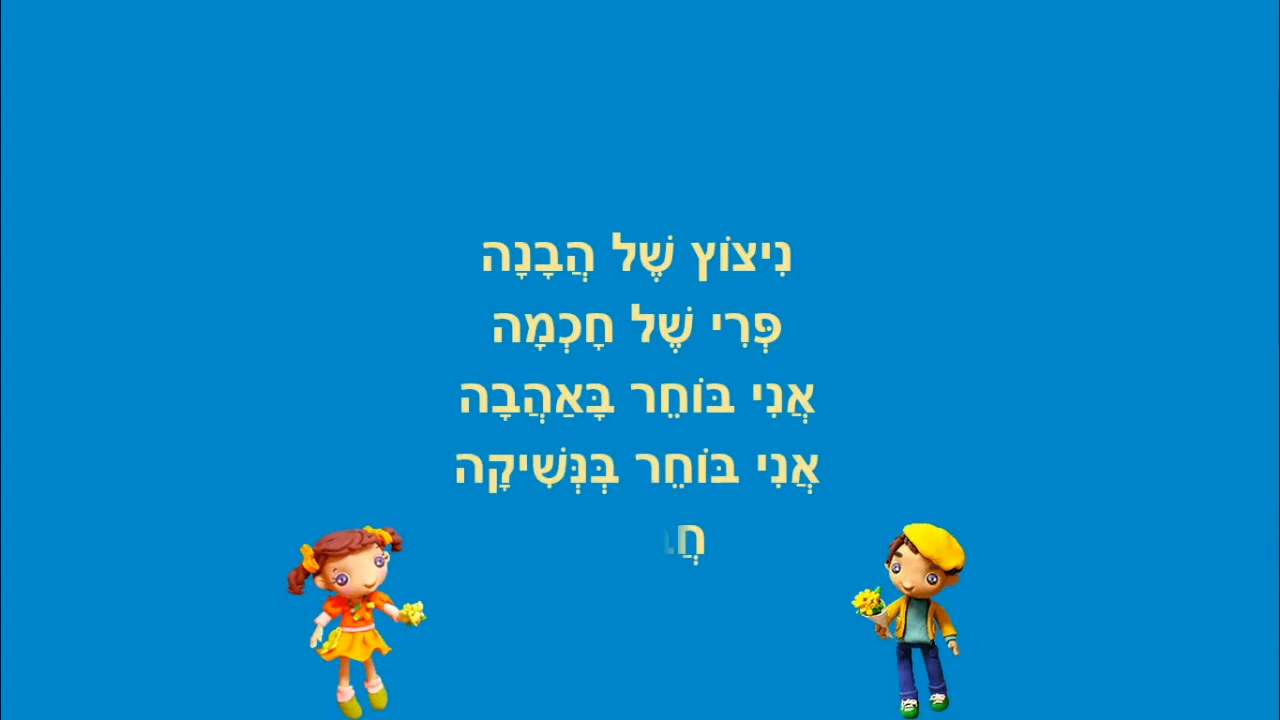 נִיצוֹץ שֶׁל הֲבָנָה
פְּרִי שֶׁל חָכְמָה
אֲנִי בּוֹחֵר בָּאַהֲבָה
אֲנִי בּוֹחֵר בְּנְּשִׁיקָה